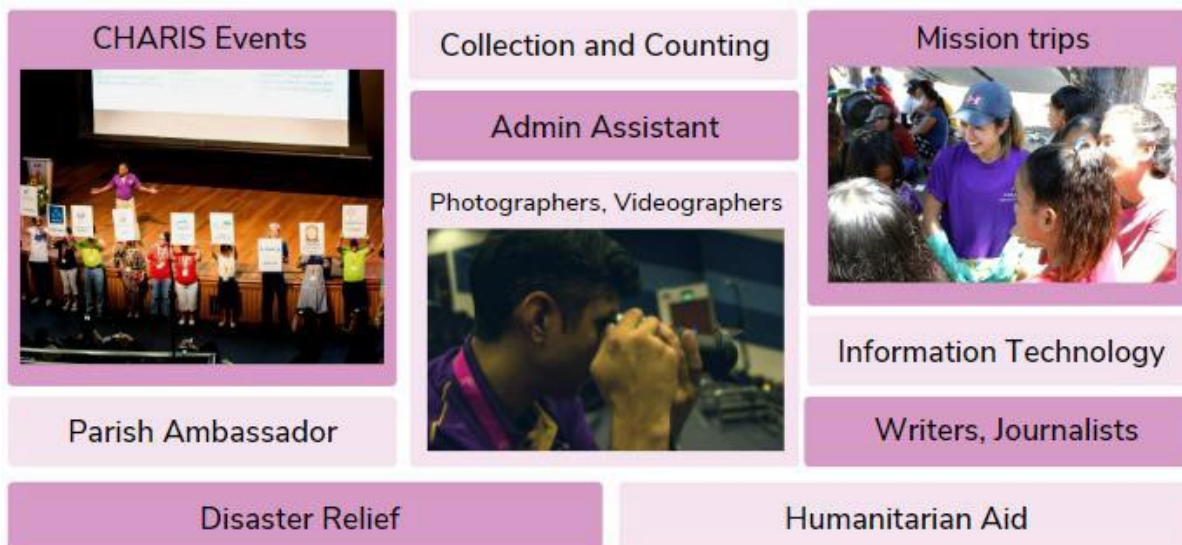 CHARIS Events
Collection and Counting
Mission trips
Admin Assistant
Photographers, Videographers
Information Technology
Parish Ambassador
Writers, Journalists
Disaster Relief
Humanitarian Aid